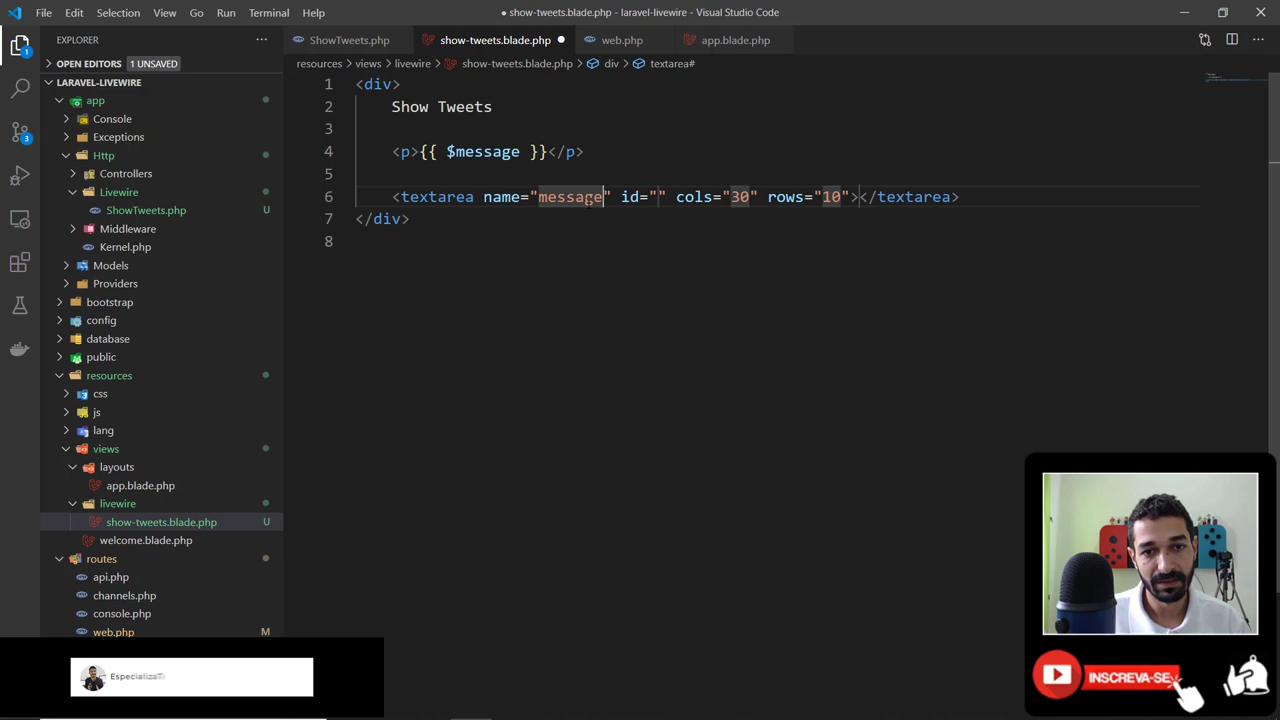 File Edit Selection View Go Run Terminal Help
● show-tweets.blade.php - laravel-livewire - Visual Studio Code
EXPLORER
OPEN EDITORS 1 UNSAVED
LARAVEL-LIVEWIRE
app
Console
Exceptions
Http
Controllers
Livewire
ShowTweets.php U
Middleware
Kernel.php
Models
Providers
bootstrap
config
database
public
resources
css
js
lang
views
layouts
app.blade.php
livewire
show-tweets.blade.php U
welcome.blade.php
routes
api.php
channels.php
console.php
web.php M
1
3
ShowTweets.php show-tweets.blade.php ● web.php app.blade.php
resources > views > livewire > show-tweets.blade.php > div > textarea#
1 <div>
2 Show Tweets
3
4 <p>{{ $message }}</p>
5
6 <textarea name="message" id="" cols="30" rows="10"></textarea>
7 </div>
8
EspecializaTi
INSCREVA-SE